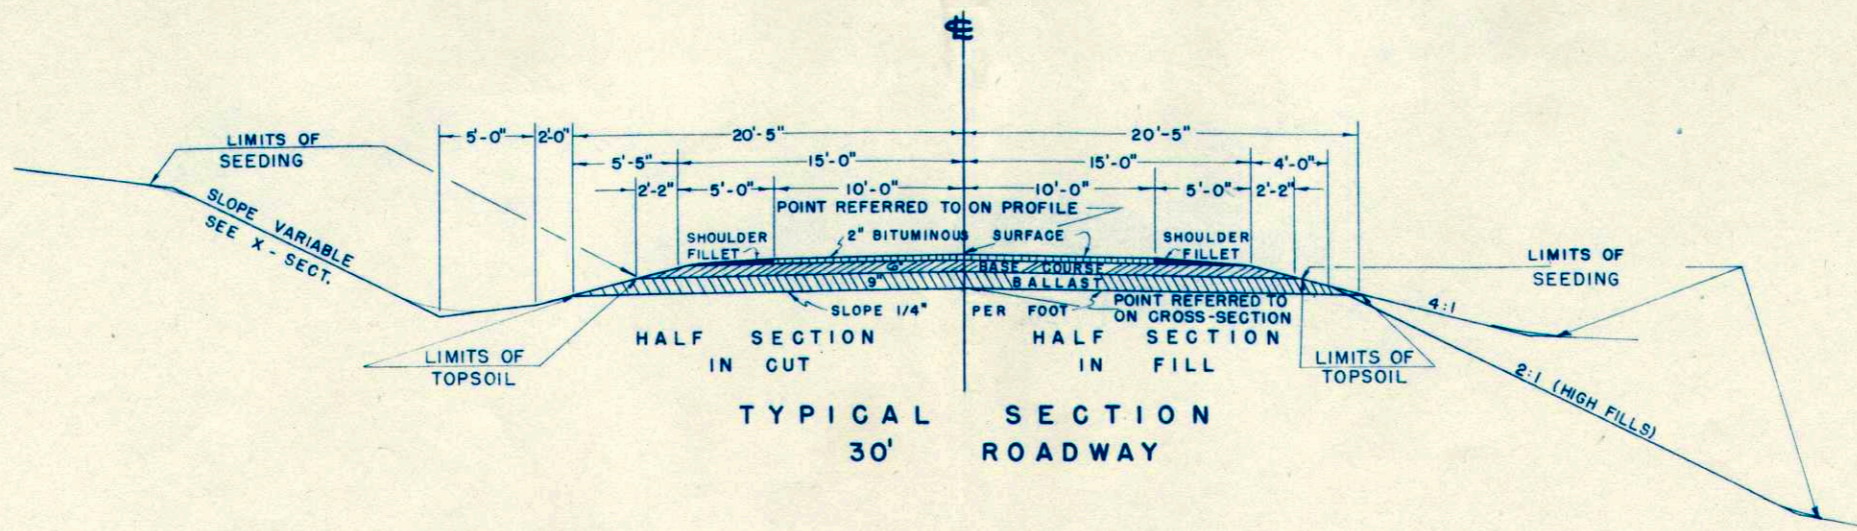 ℄
5'-0" 2'-0" 20'-5" 20'-5"
5'-5" 15'-0" 15'-0" 4'-0"
2'-2" 5'-0" 10'-0" 10'-0" 5'-0" 2'-2"
LIMITS OF
SEEDING
SLOPE VARIABLE
SEE X-SECT.
POINT REFERRED TO ON PROFILE
SHOULDER
FILLET
2" BITUMINOUS SURFACE
SHOULDER
FILLET
6" BASE COURSE
9" BALLAST
SLOPE 1/4" PER FOOT
POINT REFERRED TO
ON CROSS-SECTION
LIMITS OF
SEEDING
4:1
2:1 (HIGH FILLS)
HALF SECTION
IN CUT
HALF SECTION
IN FILL
LIMITS OF
TOPSOIL
LIMITS OF
TOPSOIL
TYPICAL SECTION
30' ROADWAY